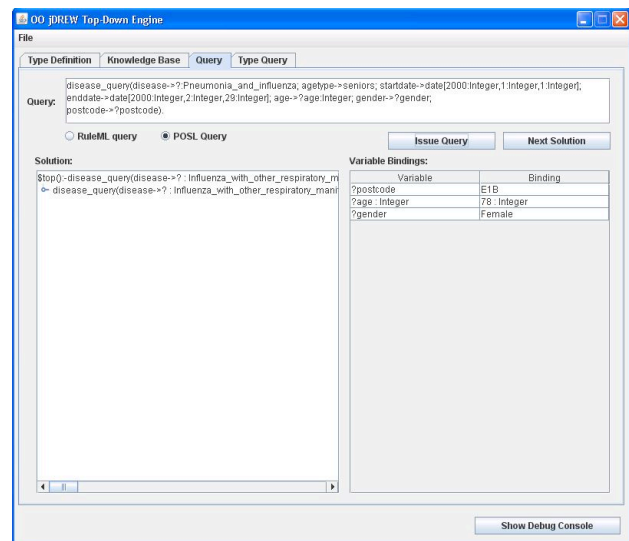 OO jDREW Top-Down Engine
File
Type Definition Knowledge Base Query Type Query
Query:
disease_query(disease->?:Pneumonia_and_influenza; agetype->seniors; startdate->date[2000:Integer,1:Integer,1:Integer];
enddate->date[2000:Integer,2:Integer,29:Integer]; age->?age:Integer; gender->?gender;
postcode->?postcode).
RuleML query POSL Query Issue Query Next Solution
Solution: Variable Bindings:
$top():-disease_query(disease->? : Influenza_with_other_respiratory_m
disease_query(disease->? : Influenza_with_other_respiratory_mani
Variable Binding
?postcode E1B
?age : Integer 78 : Integer
?gender Female
Show Debug Console